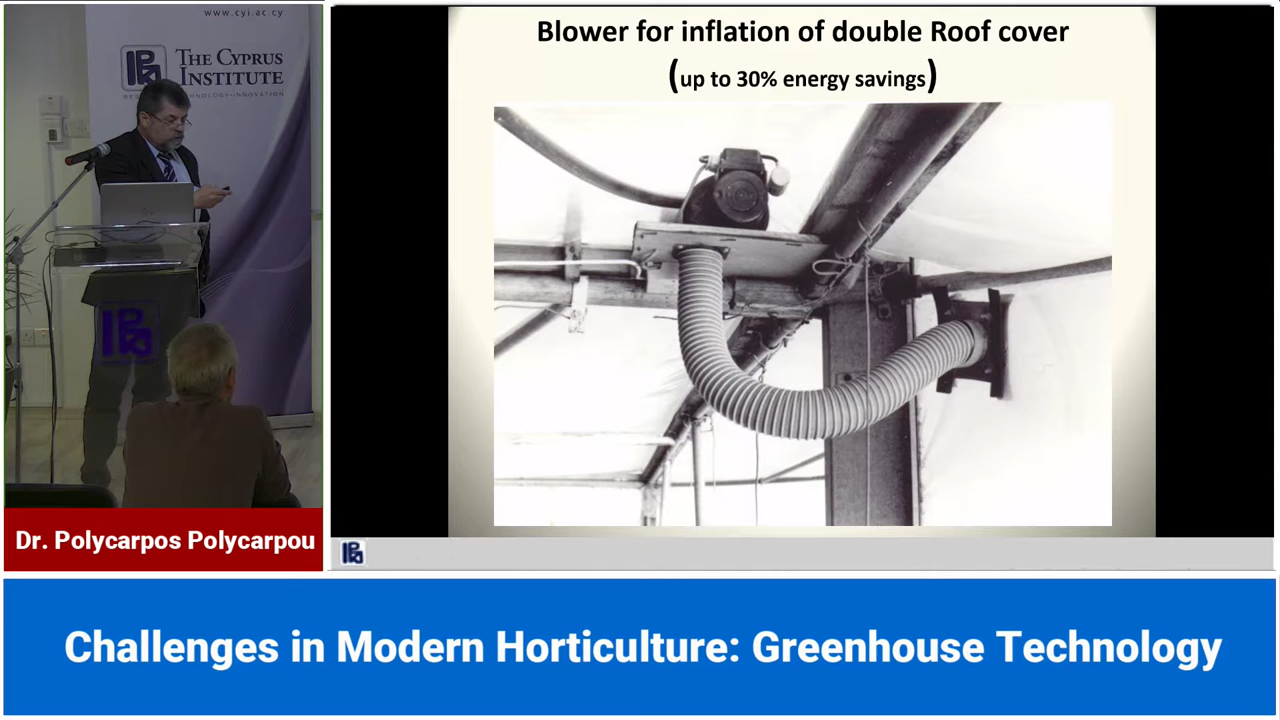 www.cyi.ac.cy
THE CYPRUS
INSTITUTE
Blower for inflation of double Roof cover
(up to 30% energy savings)
Dr. Polycarpos Polycarpou
Challenges in Modern Horticulture: Greenhouse Technology